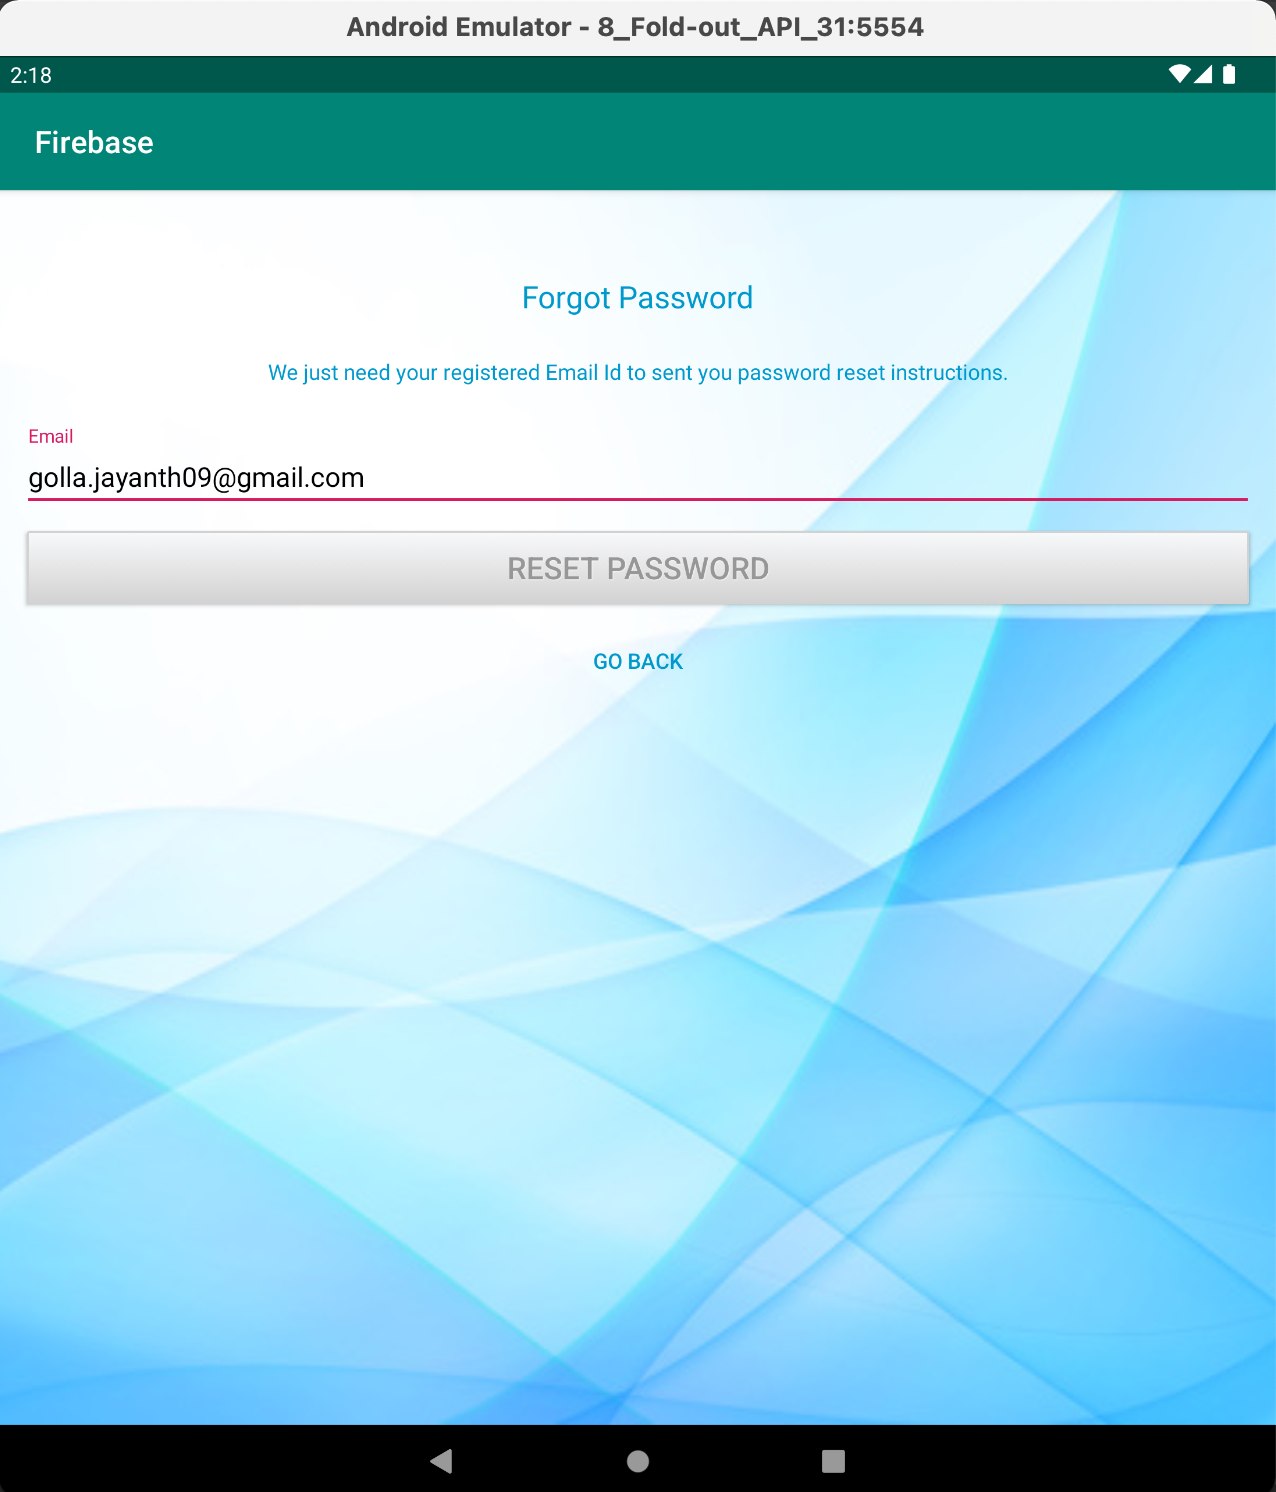 Android Emulator - 8_Fold-out_API_31:5554
2:18
Firebase
Forgot Password
We just need your registered Email Id to sent you password reset instructions.
Email
golla.jayanth09@gmail.com
RESET PASSWORD
GO BACK